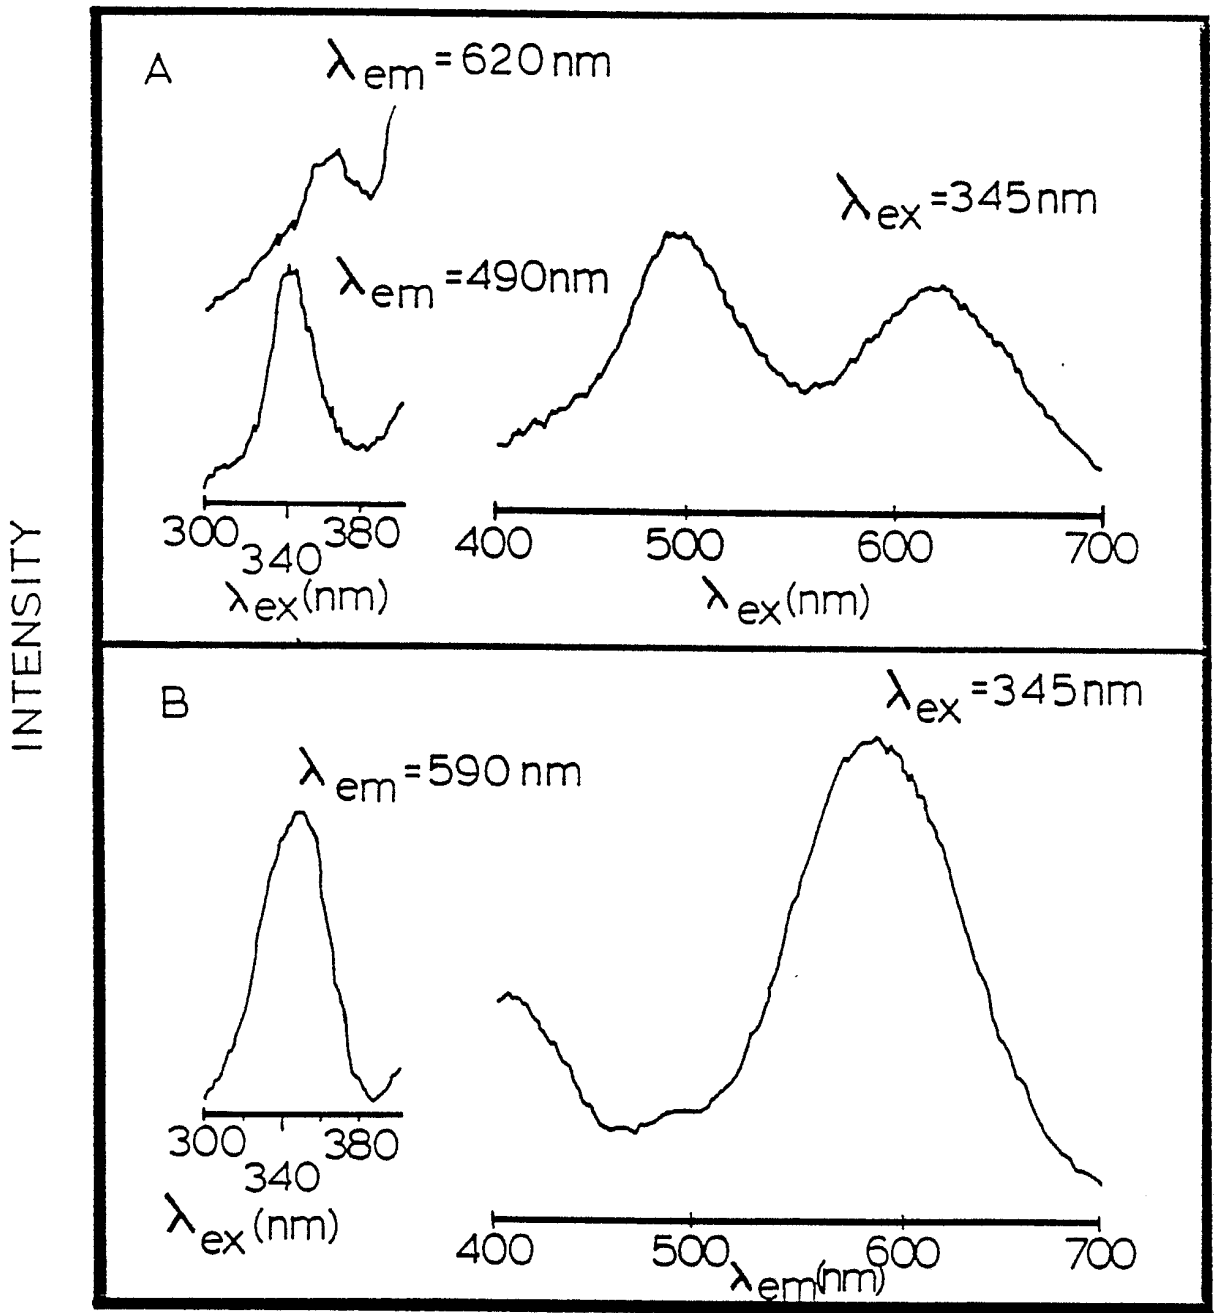 INTENSITY
A
λem = 620 nm
λex = 345 nm
λem = 490nm
300 340 380
λex (nm)
400 500 600 700
λex (nm)
B
λex = 345 nm
λem = 590 nm
300 340 380
λex (nm)
400 500 600 700
λem (nm)